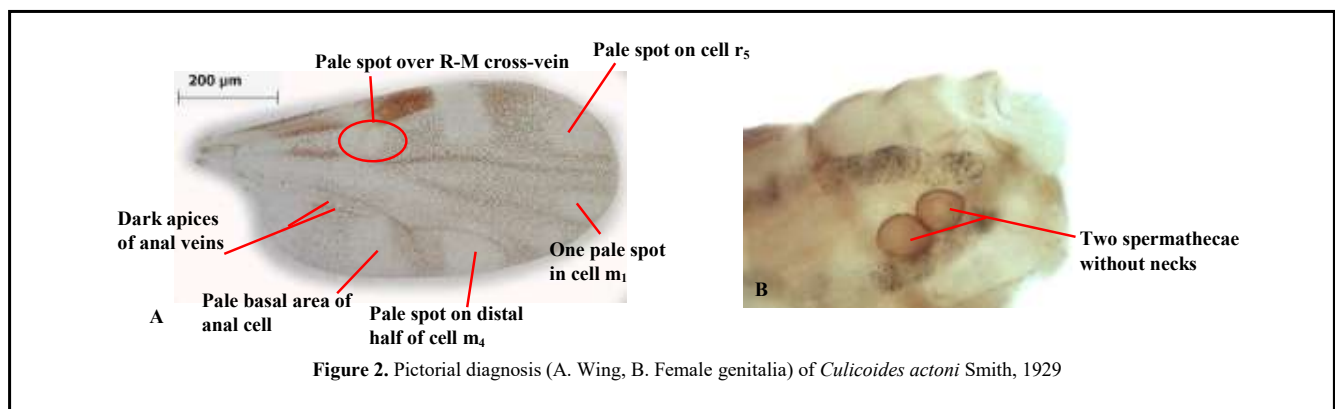 Pale spot over R-M cross-vein
Pale spot on cell r5
200 µm
Dark apices
of anal veins
One pale spot
in cell m1
Pale basal area of
anal cell
Pale spot on distal
half of cell m4
A
Two spermathecae
without necks
B
Figure 2. Pictorial diagnosis (A. Wing, B. Female genitalia) of Culicoides actoni Smith, 1929